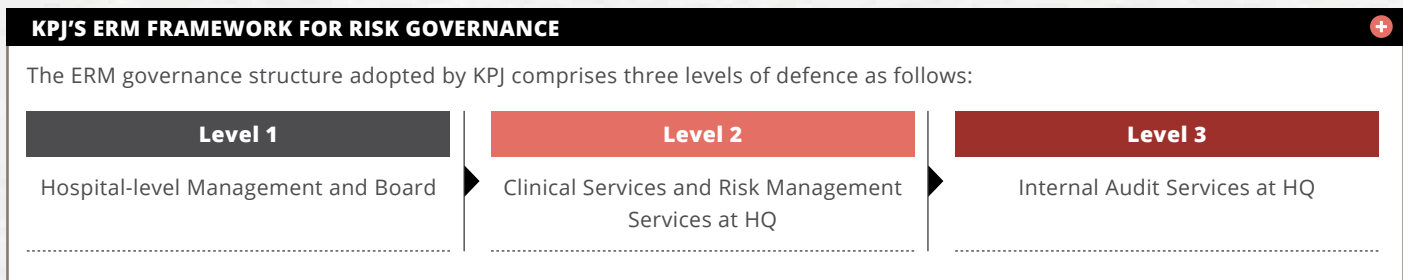 KPJ'S ERM FRAMEWORK FOR RISK GOVERNANCE
The ERM governance structure adopted by KPJ comprises three levels of defence as follows:
Level 1
Hospital-level Management and Board
Level 2
Clinical Services and Risk Management
Services at HQ
Level 3
Internal Audit Services at HQ